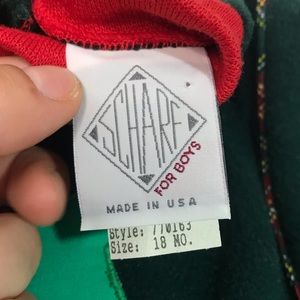 SCHARF
FOR BOYS
MADE IN USA
Style: 770163
Size: 18 MO.